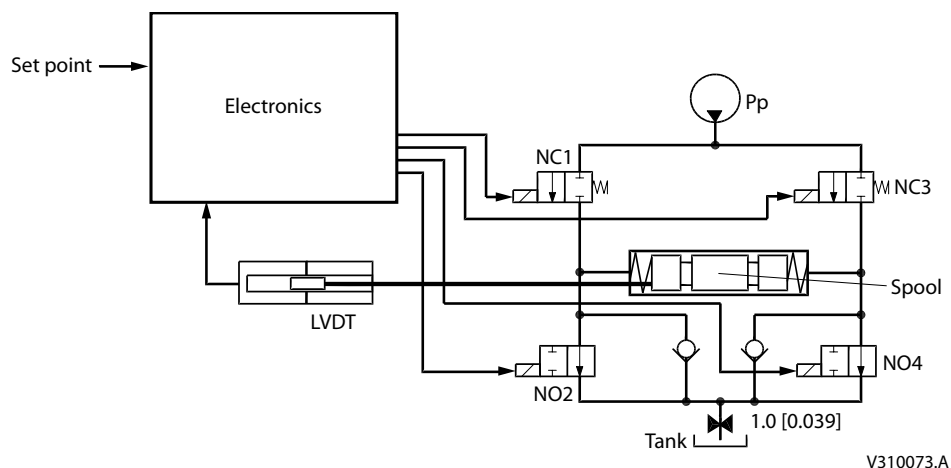 Set point
Electronics
Pp
NC1
NC3
Spool
LVDT
NO2
NO4
1.0 [0.039]
Tank
V310073.A